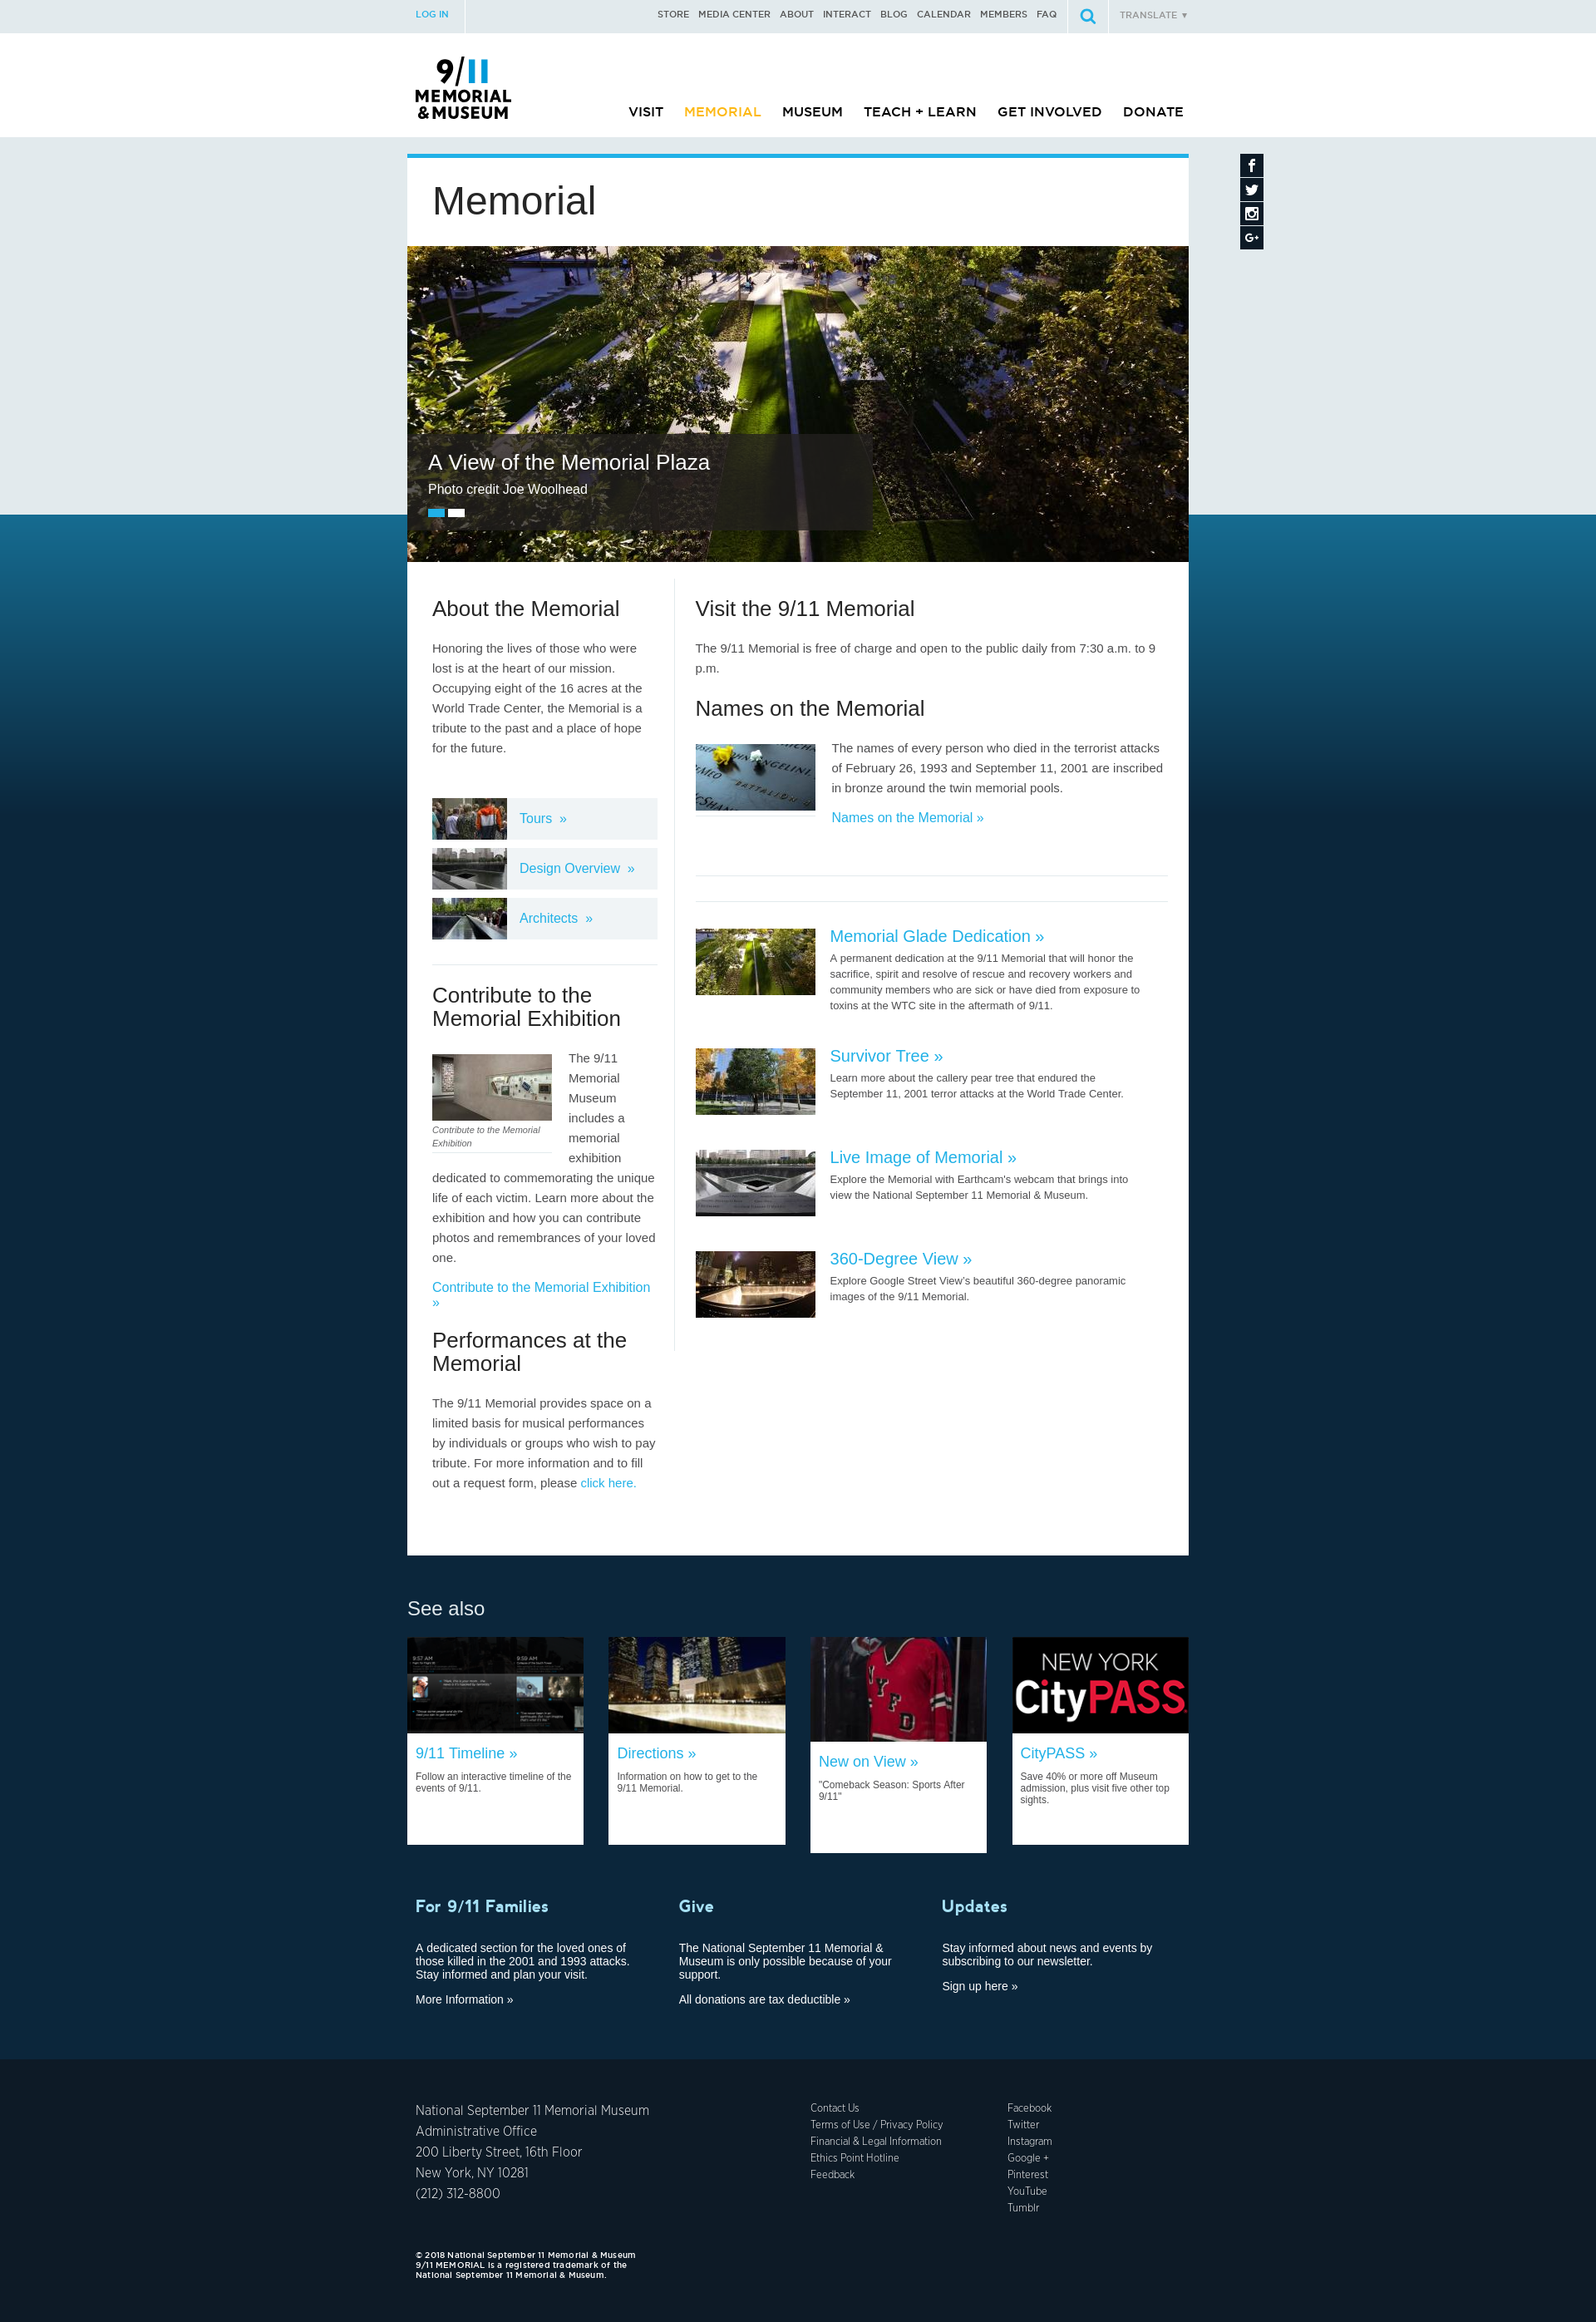 LOG IN
STORE MEDIA CENTER ABOUT INTERACT BLOG CALENDAR MEMBERS FAQ
TRANSLATE ▼
9/11
MEMORIAL
&MUSEUM
VISIT MEMORIAL MUSEUM TEACH + LEARN GET INVOLVED DONATE
Memorial
A View of the Memorial Plaza
Photo credit Joe Woolhead
About the Memorial
Honoring the lives of those who were
lost is at the heart of our mission.
Occupying eight of the 16 acres at the
World Trade Center, the Memorial is a
tribute to the past and a place of hope
for the future.
Tours »
Design Overview »
Architects »
Contribute to the
Memorial Exhibition
Contribute to the Memorial
Exhibition
The 9/11
Memorial
Museum
includes a
memorial
exhibition
dedicated to commemorating the unique
life of each victim. Learn more about the
exhibition and how you can contribute
photos and remembrances of your loved
one.
Contribute to the Memorial Exhibition
»
Performances at the
Memorial
The 9/11 Memorial provides space on a
limited basis for musical performances
by individuals or groups who wish to pay
tribute. For more information and to fill
out a request form, please click here.
Visit the 9/11 Memorial
The 9/11 Memorial is free of charge and open to the public daily from 7:30 a.m. to 9
p.m.
Names on the Memorial
BATTALION
The names of every person who died in the terrorist attacks
of February 26, 1993 and September 11, 2001 are inscribed
in bronze around the twin memorial pools.
Names on the Memorial »
Memorial Glade Dedication »
A permanent dedication at the 9/11 Memorial that will honor the
sacrifice, spirit and resolve of rescue and recovery workers and
community members who are sick or have died from exposure to
toxins at the WTC site in the aftermath of 9/11.
Survivor Tree »
Learn more about the callery pear tree that endured the
September 11, 2001 terror attacks at the World Trade Center.
Live Image of Memorial »
Explore the Memorial with Earthcam's webcam that brings into
view the National September 11 Memorial & Museum.
360-Degree View »
Explore Google Street View's beautiful 360-degree panoramic
images of the 9/11 Memorial.
See also
9:57 AM
9:59 AM
9/11 Timeline »
Follow an interactive timeline of the
events of 9/11.
Directions »
Information on how to get to the
9/11 Memorial.
NYFD
New on View »
"Comeback Season: Sports After
9/11"
NEW YORK
CityPASS
CityPASS »
Save 40% or more off Museum
admission, plus visit five other top
sights.
For 9/11 Families
A dedicated section for the loved ones of
those killed in the 2001 and 1993 attacks.
Stay informed and plan your visit.
More Information »
Give
The National September 11 Memorial &
Museum is only possible because of your
support.
All donations are tax deductible »
Updates
Stay informed about news and events by
subscribing to our newsletter.
Sign up here »
National September 11 Memorial Museum
Administrative Office
200 Liberty Street, 16th Floor
New York, NY 10281
(212) 312-8800
Contact Us
Terms of Use / Privacy Policy
Financial & Legal Information
Ethics Point Hotline
Feedback
Facebook
Twitter
Instagram
Google +
Pinterest
YouTube
Tumblr
© 2018 National September 11 Memorial & Museum
9/11 MEMORIAL is a registered trademark of the
National September 11 Memorial & Museum.